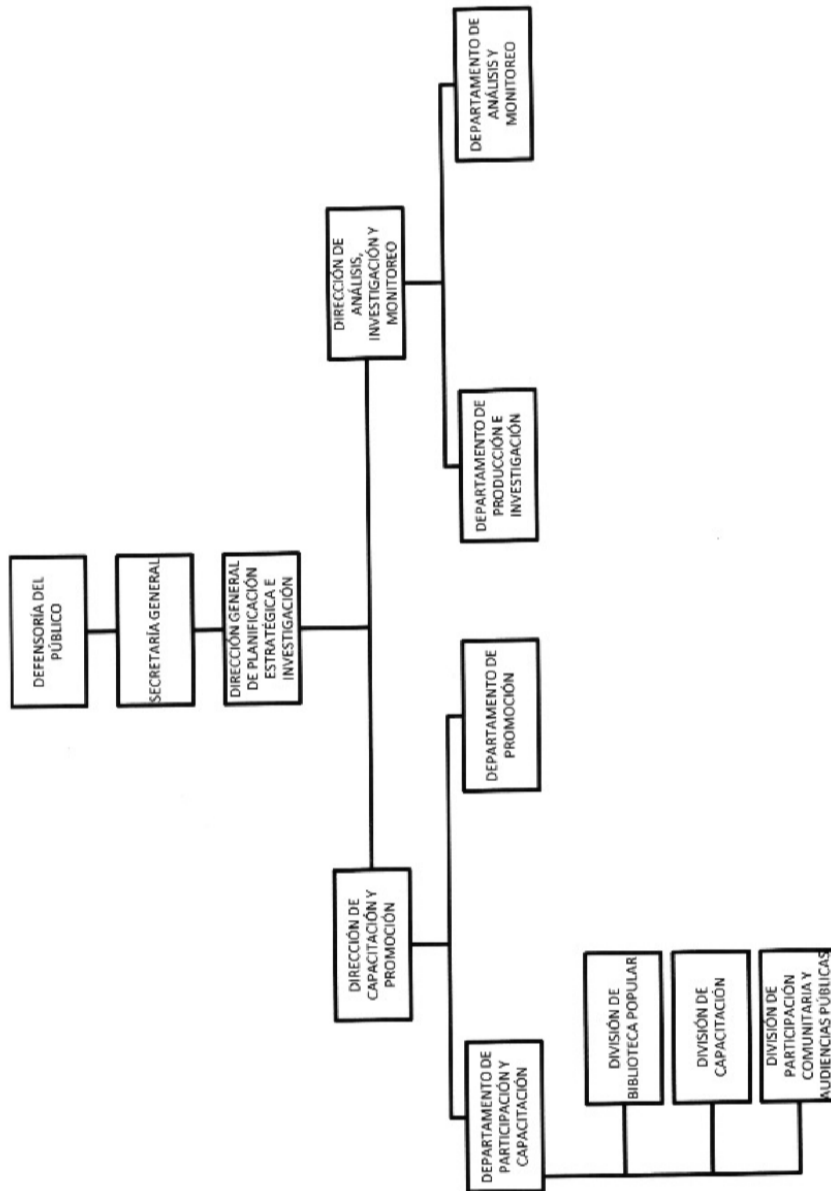 DEFENSORÍA DEL
PÚBLICO
SECRETARÍA GENERAL
DIRECCIÓN GENERAL
DE PLANIFICACIÓN
ESTRATÉGICA E
INVESTIGACIÓN
DIRECCIÓN DE
CAPACITACIÓN Y
PROMOCIÓN
DIRECCIÓN DE
ANÁLISIS,
INVESTIGACIÓN Y
MONITOREO
DEPARTAMENTO DE
PARTICIPACIÓN Y
CAPACITACIÓN
DEPARTAMENTO DE
PROMOCIÓN
DEPARTAMENTO DE
PRODUCCIÓN E
INVESTIGACIÓN
DEPARTAMENTO DE
ANÁLISIS Y
MONITOREO
DIVISIÓN DE
BIBLIOTECA POPULAR
DIVISIÓN DE
CAPACITACIÓN
DIVISIÓN DE
PARTICIPACIÓN
COMUNITARIA Y
AUDIENCIAS PÚBLICAS